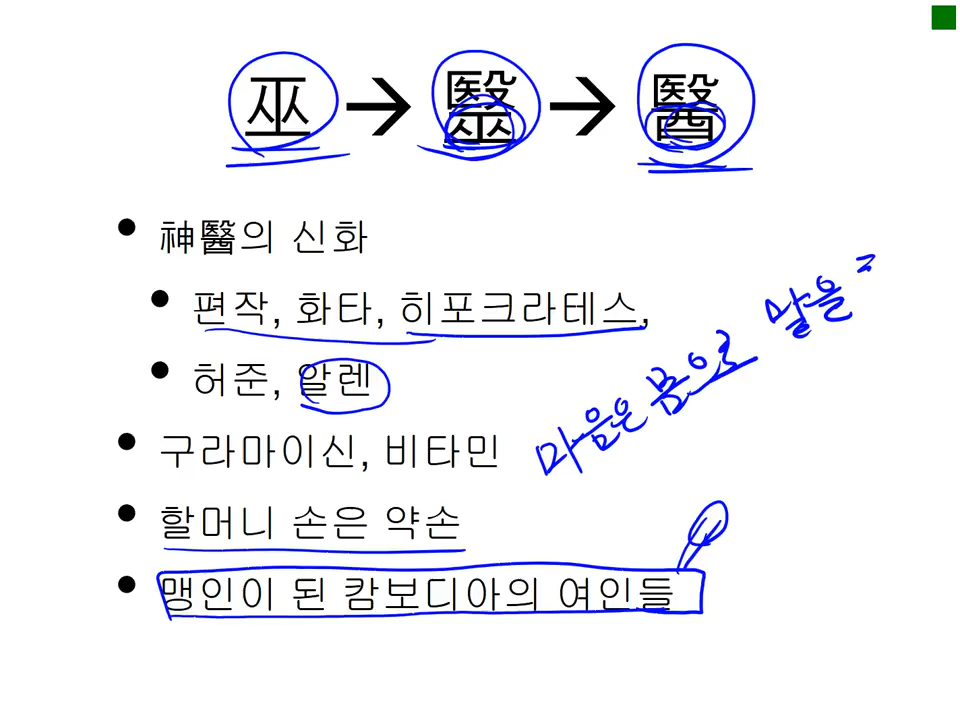 巫 → 毉 → 醫
• 神醫의 신화
• 편작, 화타, 히포크라테스,
• 허준, 알렌
• 구라마이신, 비타민
• 할머니 손은 약손
• 맹인이 된 캄보디아의 여인들
마음은 몸으로 말을